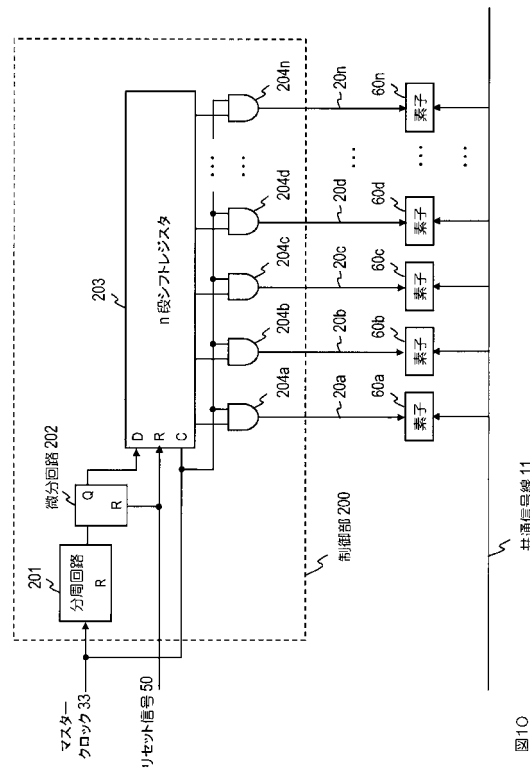 マスター
クロック 33
リセット信号 50
201
分周回路
R
微分回路 202
Q
R
203
D
R
C
n 段シフトレジスタ
204a
204b
204c
204d
204n
… …
制御部 200
20a
20b
20c
20d
20n
…
60a
60b
60c
60d
60n
素子
素子
素子
素子
素子
… …
共通信号線 11
図10